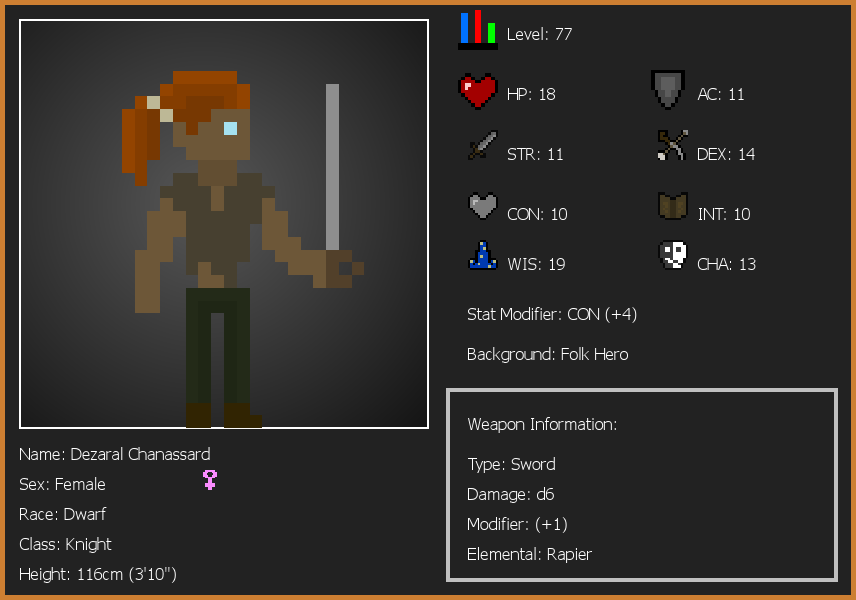 Level: 77
HP: 18
AC: 11
STR: 11
DEX: 14
CON: 10
INT: 10
WIS: 19
CHA: 13
Stat Modifier: CON (+4)
Background: Folk Hero
Weapon Information:
Type: Sword
Damage: d6
Modifier: (+1)
Elemental: Rapier
Name: Dezaral Chanassard
Sex: Female
Race: Dwarf
Class: Knight
Height: 116cm (3'10")